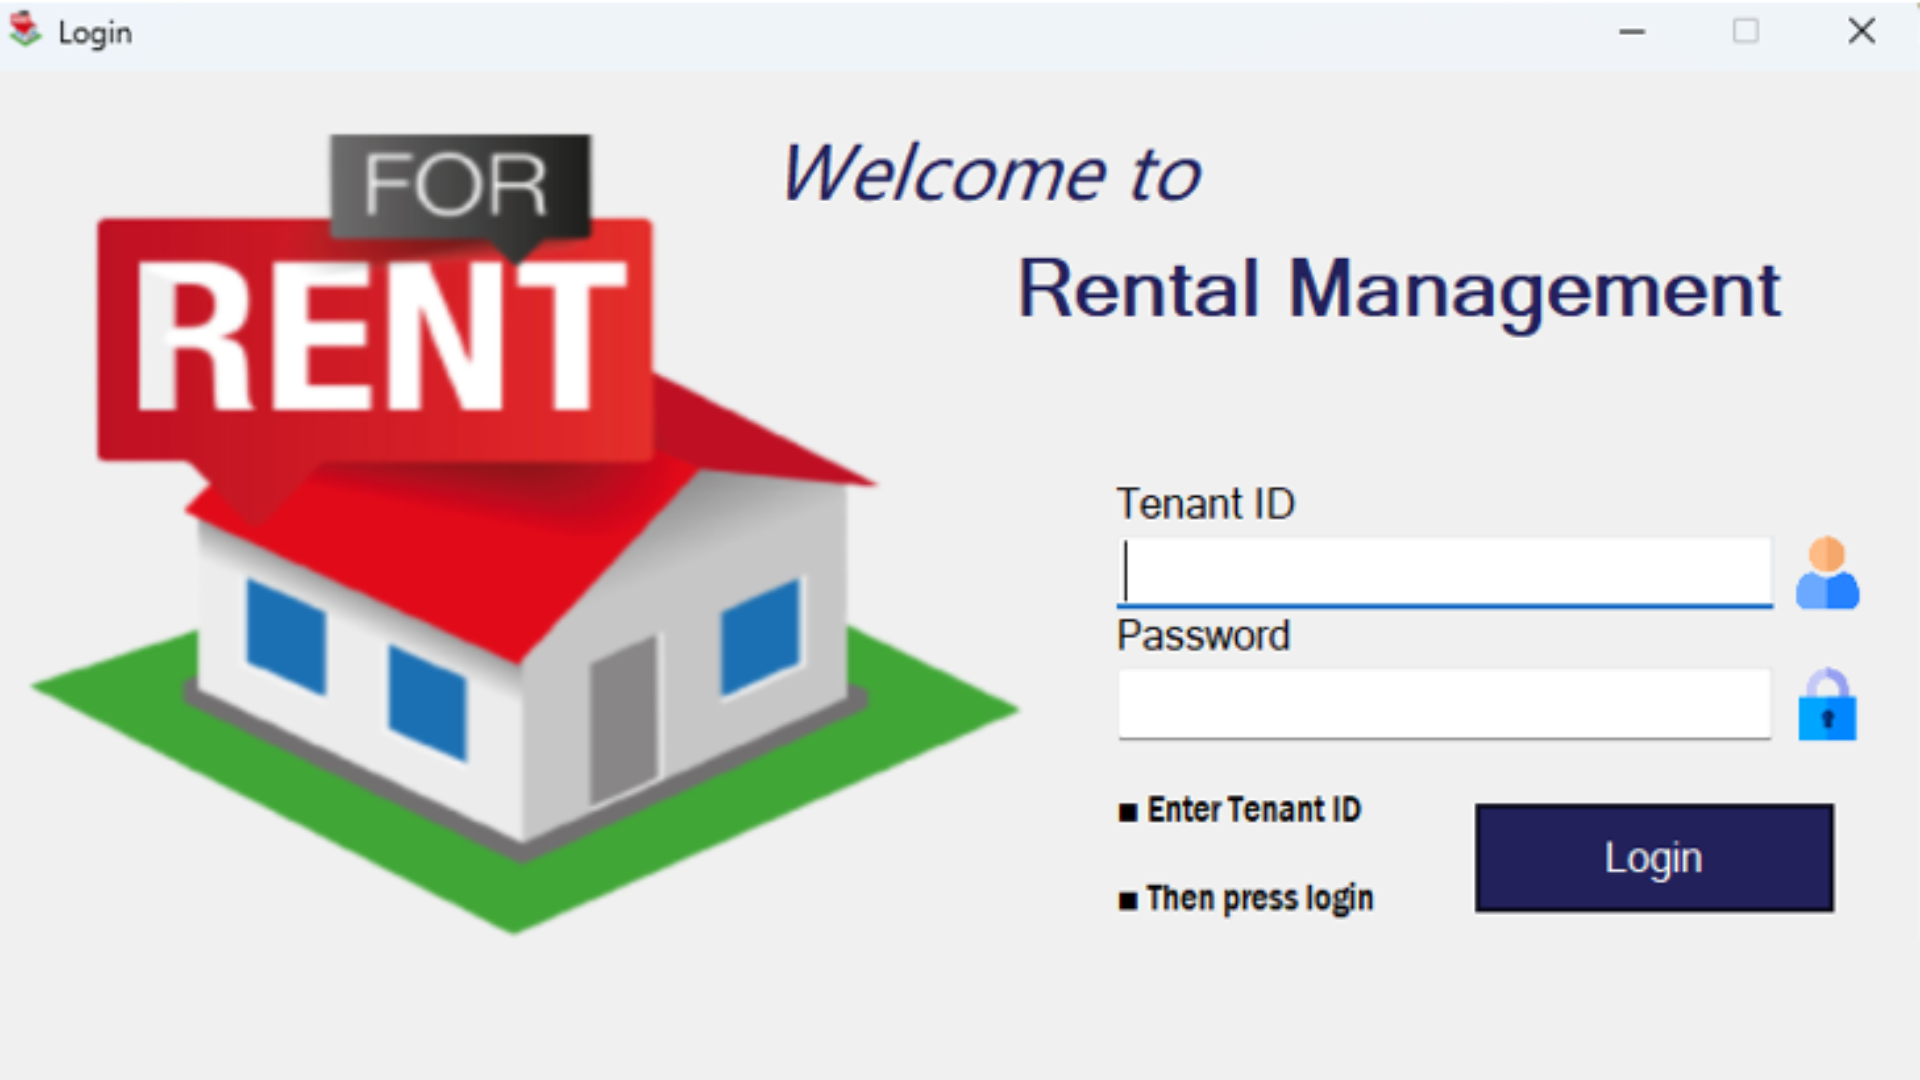 Login
FOR
RENT
Welcome to
Rental Management
Tenant ID
Password
■ Enter Tenant ID
■ Then press login
Login